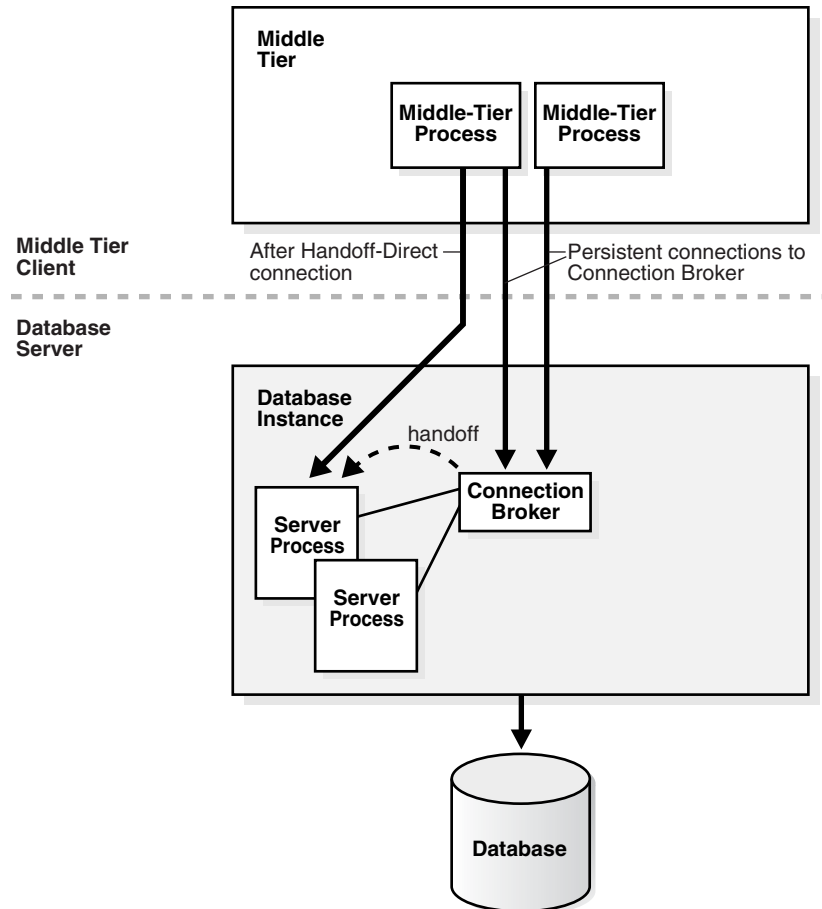 Middle
Tier
Middle-Tier
Process
Middle-Tier
Process
Middle Tier
Client
After Handoff-Direct
connection
Persistent connections to
Connection Broker
Database
Server
Database
Instance
handoff
Connection
Broker
Server
Process
Server
Process
Database